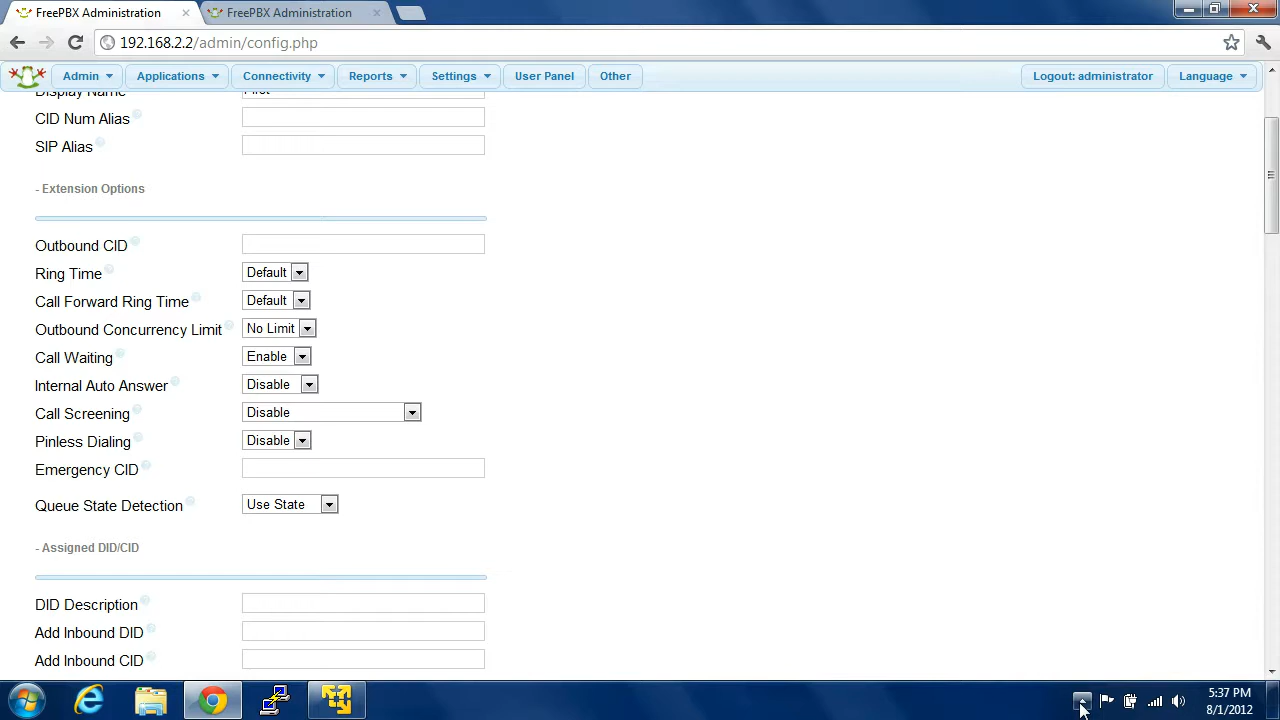 FreePBX Administration
FreePBX Administration
192.168.2.2/admin/config.php
Admin
Applications
Connectivity
Reports
Settings
User Panel
Other
Logout: administrator
Language
Display Name
First
CID Num Alias
SIP Alias
- Extension Options
Outbound CID
Ring Time
Default
Call Forward Ring Time
Default
Outbound Concurrency Limit
No Limit
Call Waiting
Enable
Internal Auto Answer
Disable
Call Screening
Disable
Pinless Dialing
Disable
Emergency CID
Queue State Detection
Use State
- Assigned DID/CID
DID Description
Add Inbound DID
Add Inbound CID
5:37 PM
8/1/2012